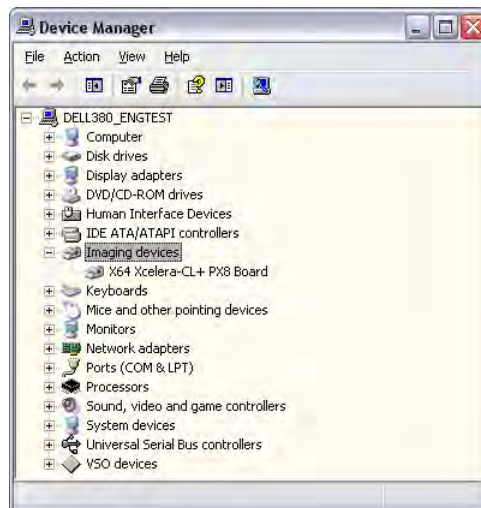 Device Manager
File Action View Help
DELL380_ENGTEST
Computer
Disk drives
Display adapters
DVD/CD-ROM drives
Human Interface Devices
IDE ATA/ATAPI controllers
Imaging devices
X64 Xcelera-CL+ PX8 Board
Keyboards
Mice and other pointing devices
Monitors
Network adapters
Ports (COM & LPT)
Processors
Sound, video and game controllers
System devices
Universal Serial Bus controllers
VSO devices